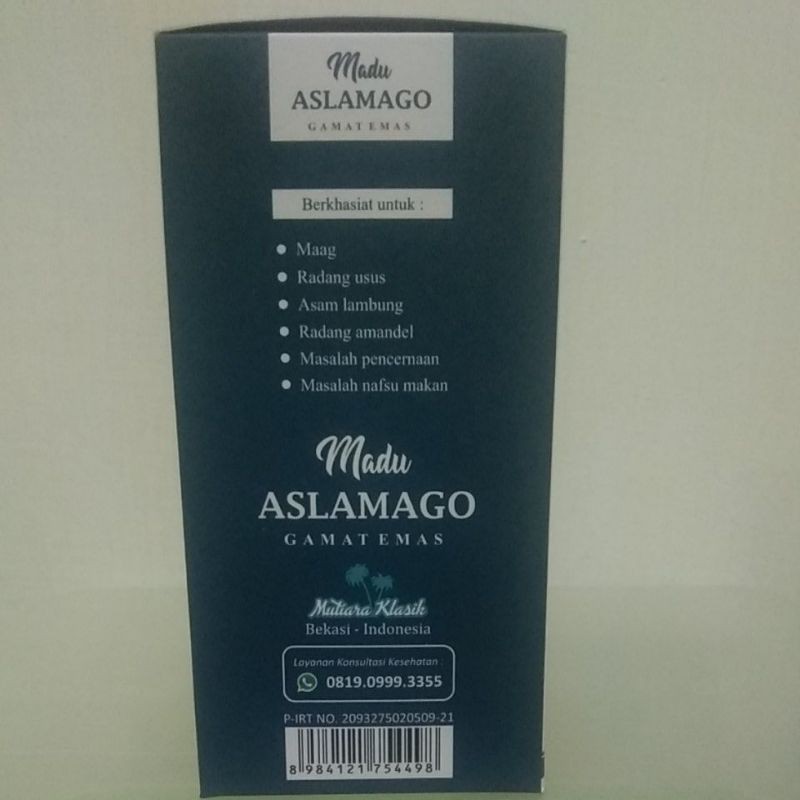 Madu
ASLAMAGO
GAMAT EMAS
Berkhasiat untuk :
● Maag
● Radang usus
● Asam lambung
● Radang amandel
● Masalah pencernaan
● Masalah nafsu makan
Madu
ASLAMAGO
GAMAT EMAS
Mutiara Klasik
Bekasi - Indonesia
Layanan Konsultasi Kesehatan :
0819.0999.3355
P-IRT NO. 2093275020509-21
8 984121 754498